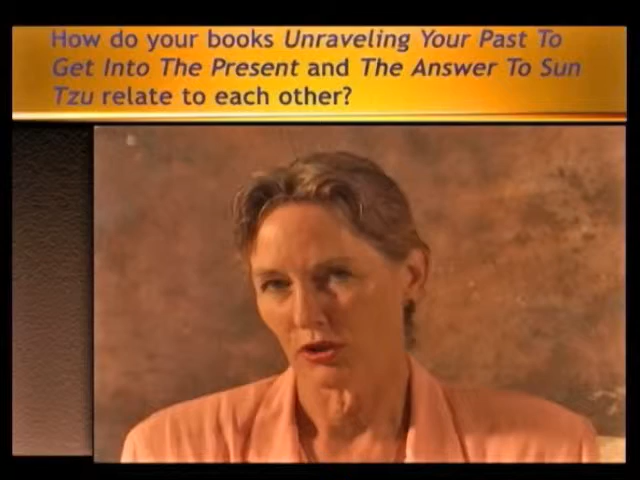 How do your books Unraveling Your Past To
Get Into The Present and The Answer To Sun
Tzu relate to each other?